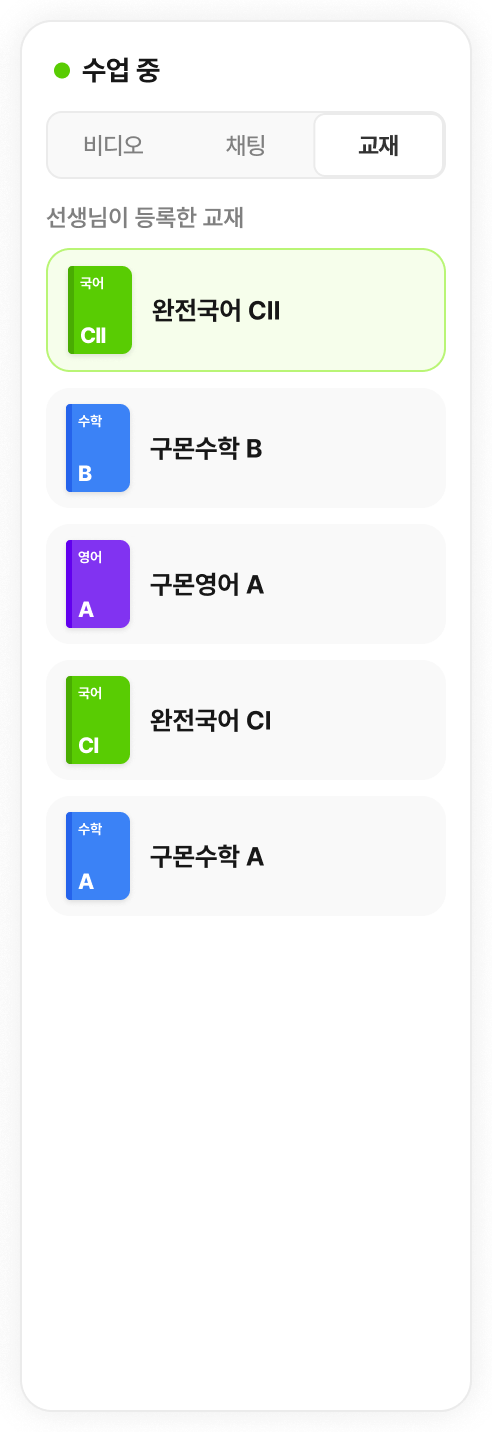 수업 중
비디오 채팅 교재
선생님이 등록한 교재
국어
CII
완전국어 CII
수학
B
구몬수학 B
영어
A
구몬영어 A
국어
CI
완전국어 CI
수학
A
구몬수학 A